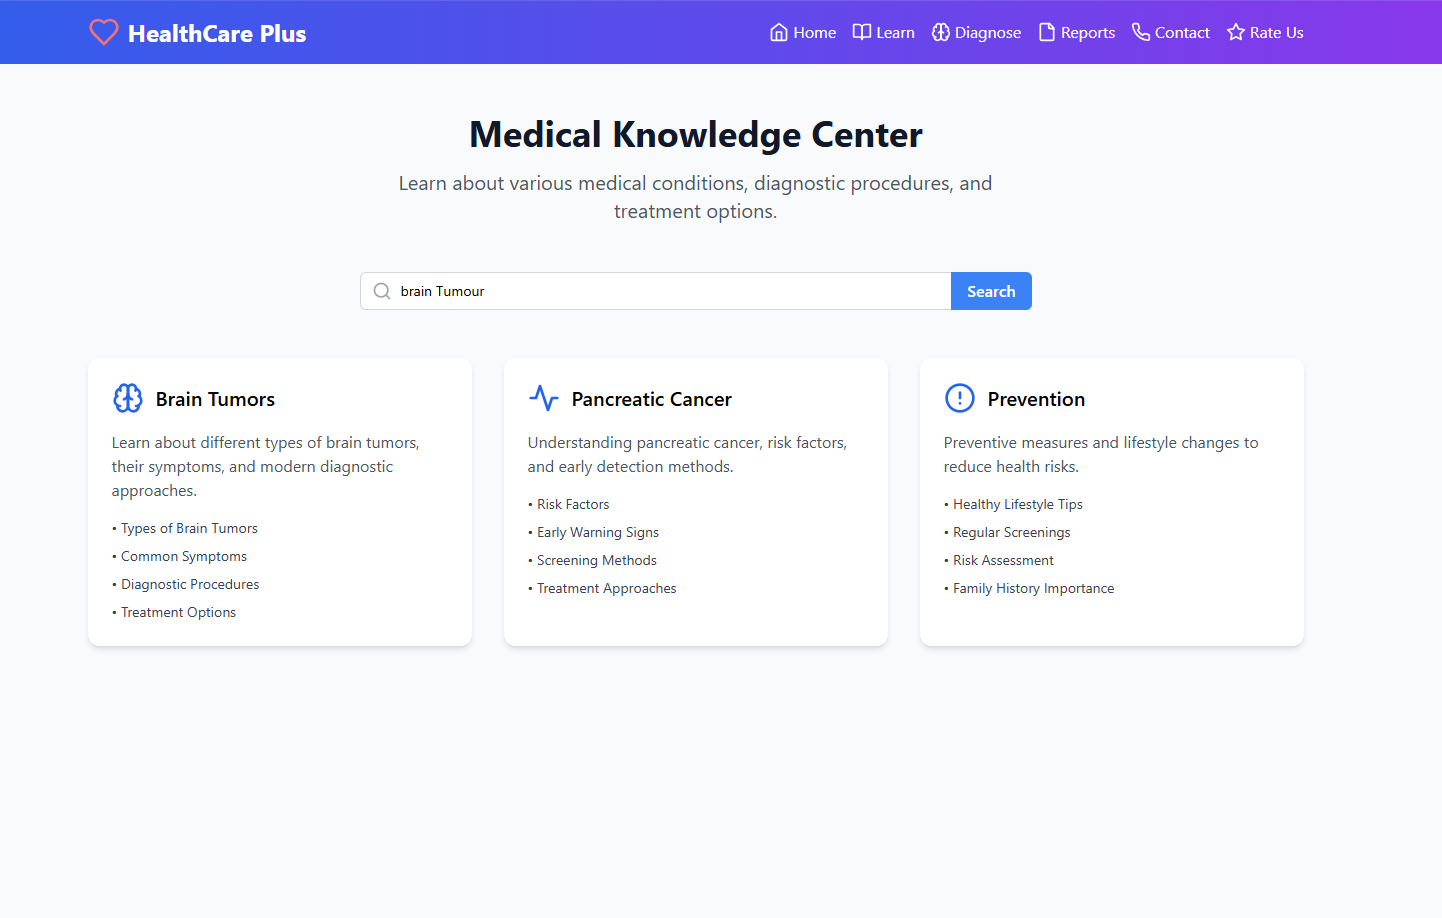 HealthCare Plus
Home
Learn
Diagnose
Reports
Contact
Rate Us
Medical Knowledge Center
Learn about various medical conditions, diagnostic procedures, and
treatment options.
brain Tumour
Search
Brain Tumors
Learn about different types of brain tumors,
their symptoms, and modern diagnostic
approaches.
• Types of Brain Tumors
• Common Symptoms
• Diagnostic Procedures
• Treatment Options
Pancreatic Cancer
Understanding pancreatic cancer, risk factors,
and early detection methods.
• Risk Factors
• Early Warning Signs
• Screening Methods
• Treatment Approaches
Prevention
Preventive measures and lifestyle changes to
reduce health risks.
• Healthy Lifestyle Tips
• Regular Screenings
• Risk Assessment
• Family History Importance